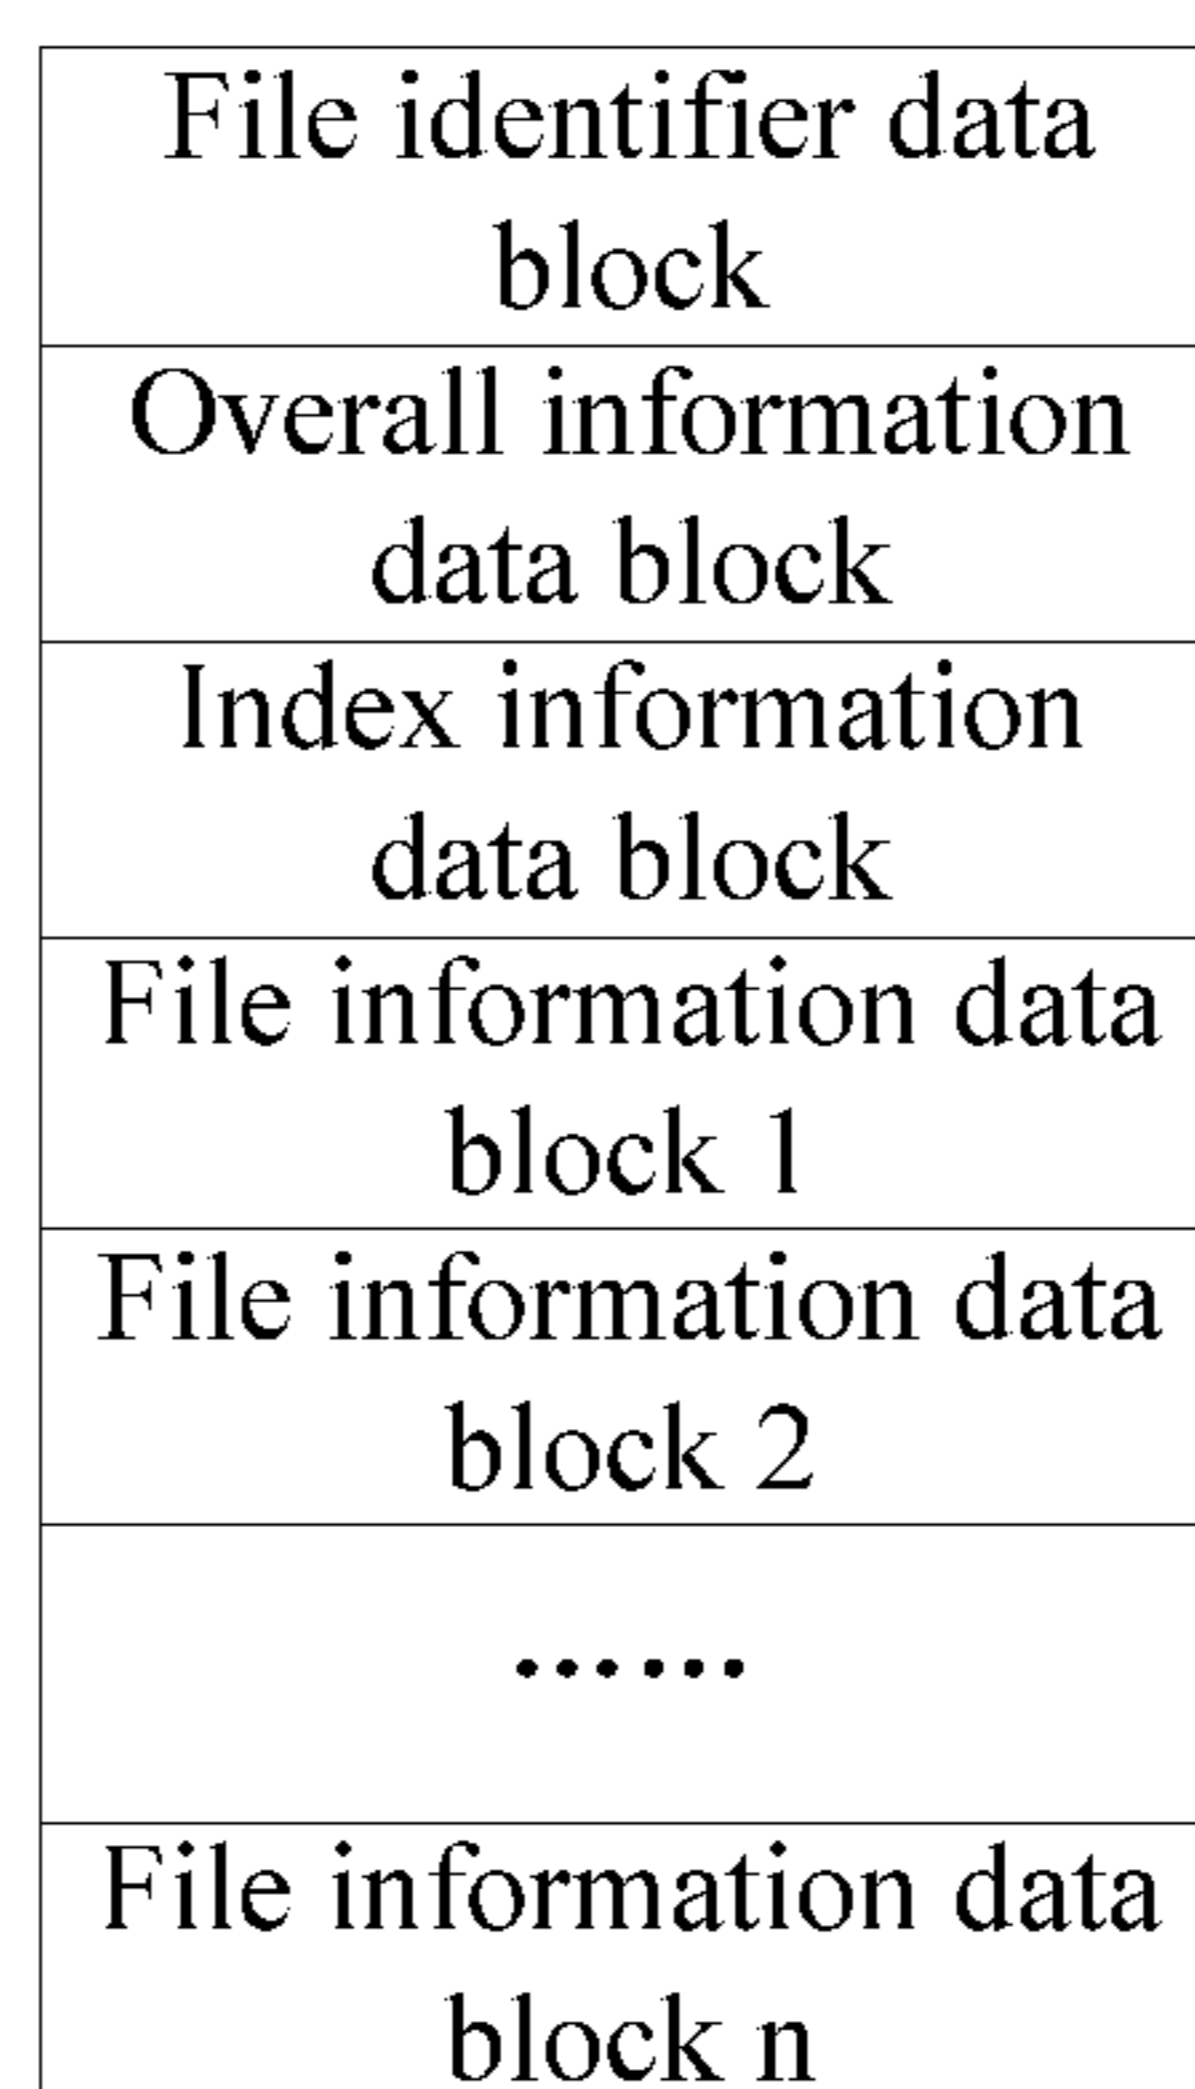 File identifier data
block
Overall information
data block
Index information
data block
File information data
block 1
File information data
block 2
……
File information data
block n